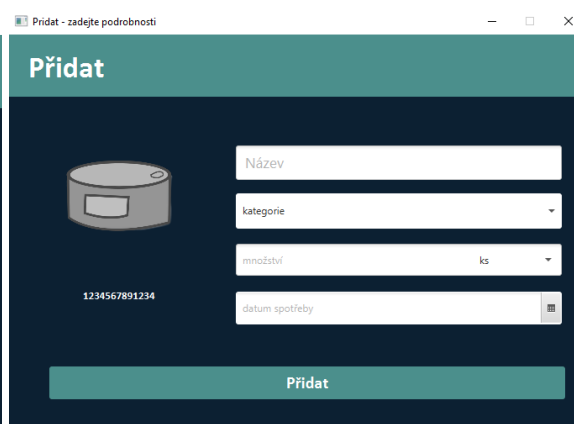 Pridat - zadejte podrobnosti
Přidat
Název
kategorie
množství ks
1234567891234
datum spotřeby
Přidat